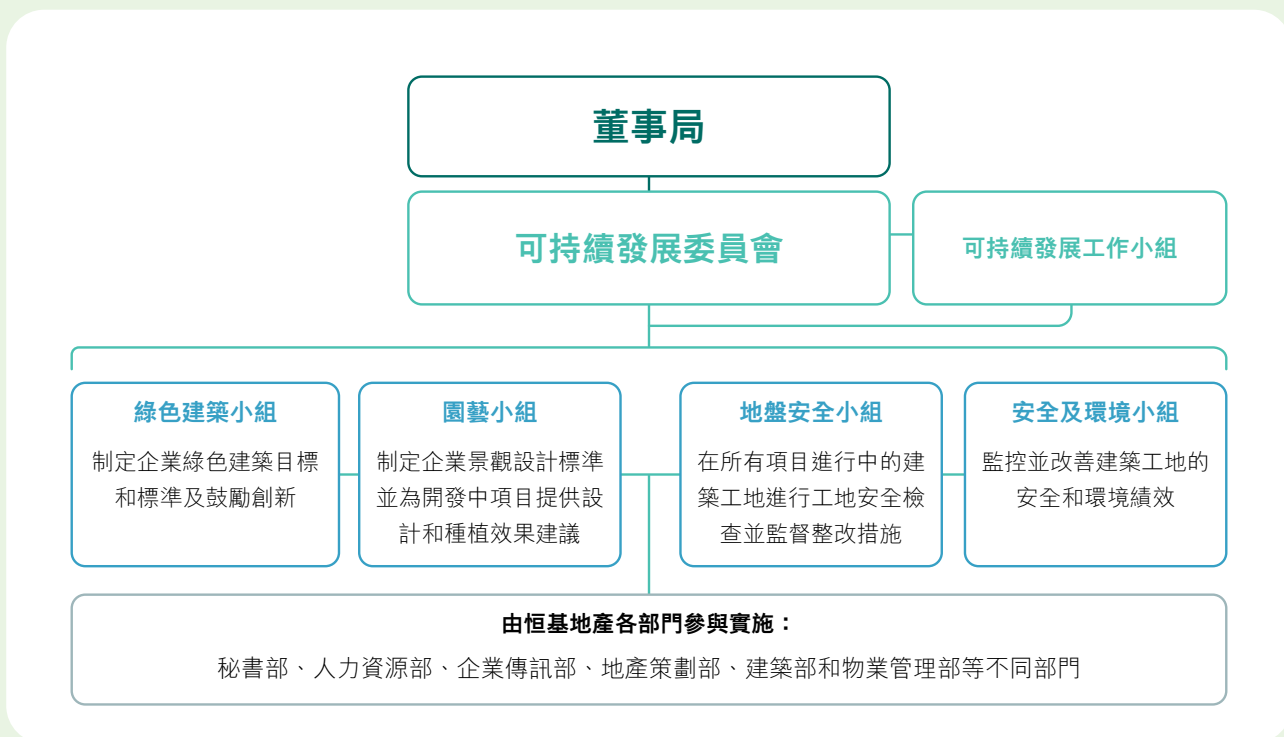 董事局
可持續發展委員會
可持續發展工作小組
綠色建築小組
制定企業綠色建築目標
和標準及鼓勵創新
園藝小組
制定企業景觀設計標準
並為開發中項目提供設
計和種植效果建議
地盤安全小組
在所有項目進行中的建
築工地進行工地安全檢
查並監督整改措施
安全及環境小組
監控並改善建築工地的
安全和環境績效
由恒基地產各部門參與實施：
秘書部、人力資源部、企業傳訊部、地產策劃部、建築部和物業管理部等不同部門